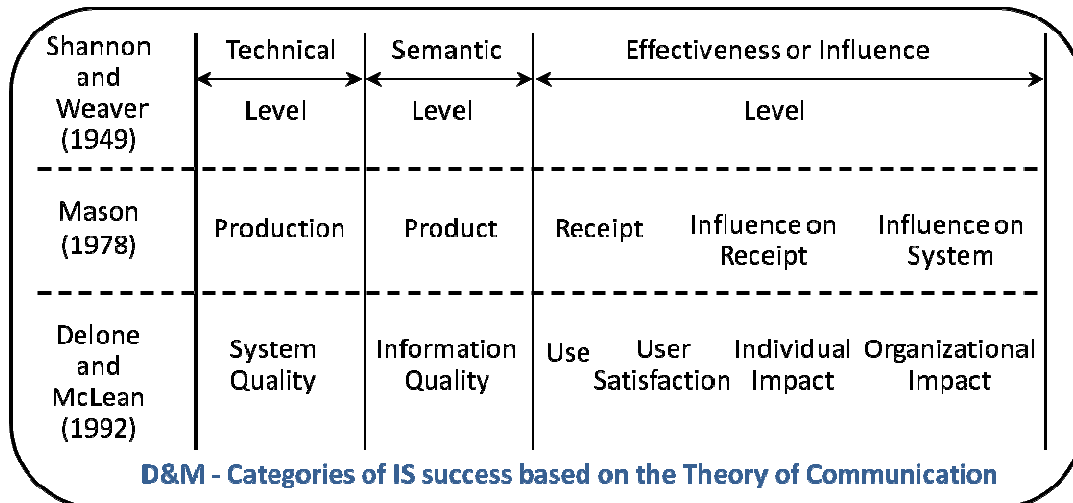 Shannon
and
Weaver
(1949)
Technical
Level
Semantic
Level
Effectiveness or Influence
Level
Mason
(1978)
Production
Product
Receipt
Influence on
Receipt
Influence on
System
Delone
and
McLean
(1992)
System
Quality
Information
Quality
Use
User
Satisfaction
Individual
Impact
Organizational
Impact
D&M - Categories of IS success based on the Theory of Communication